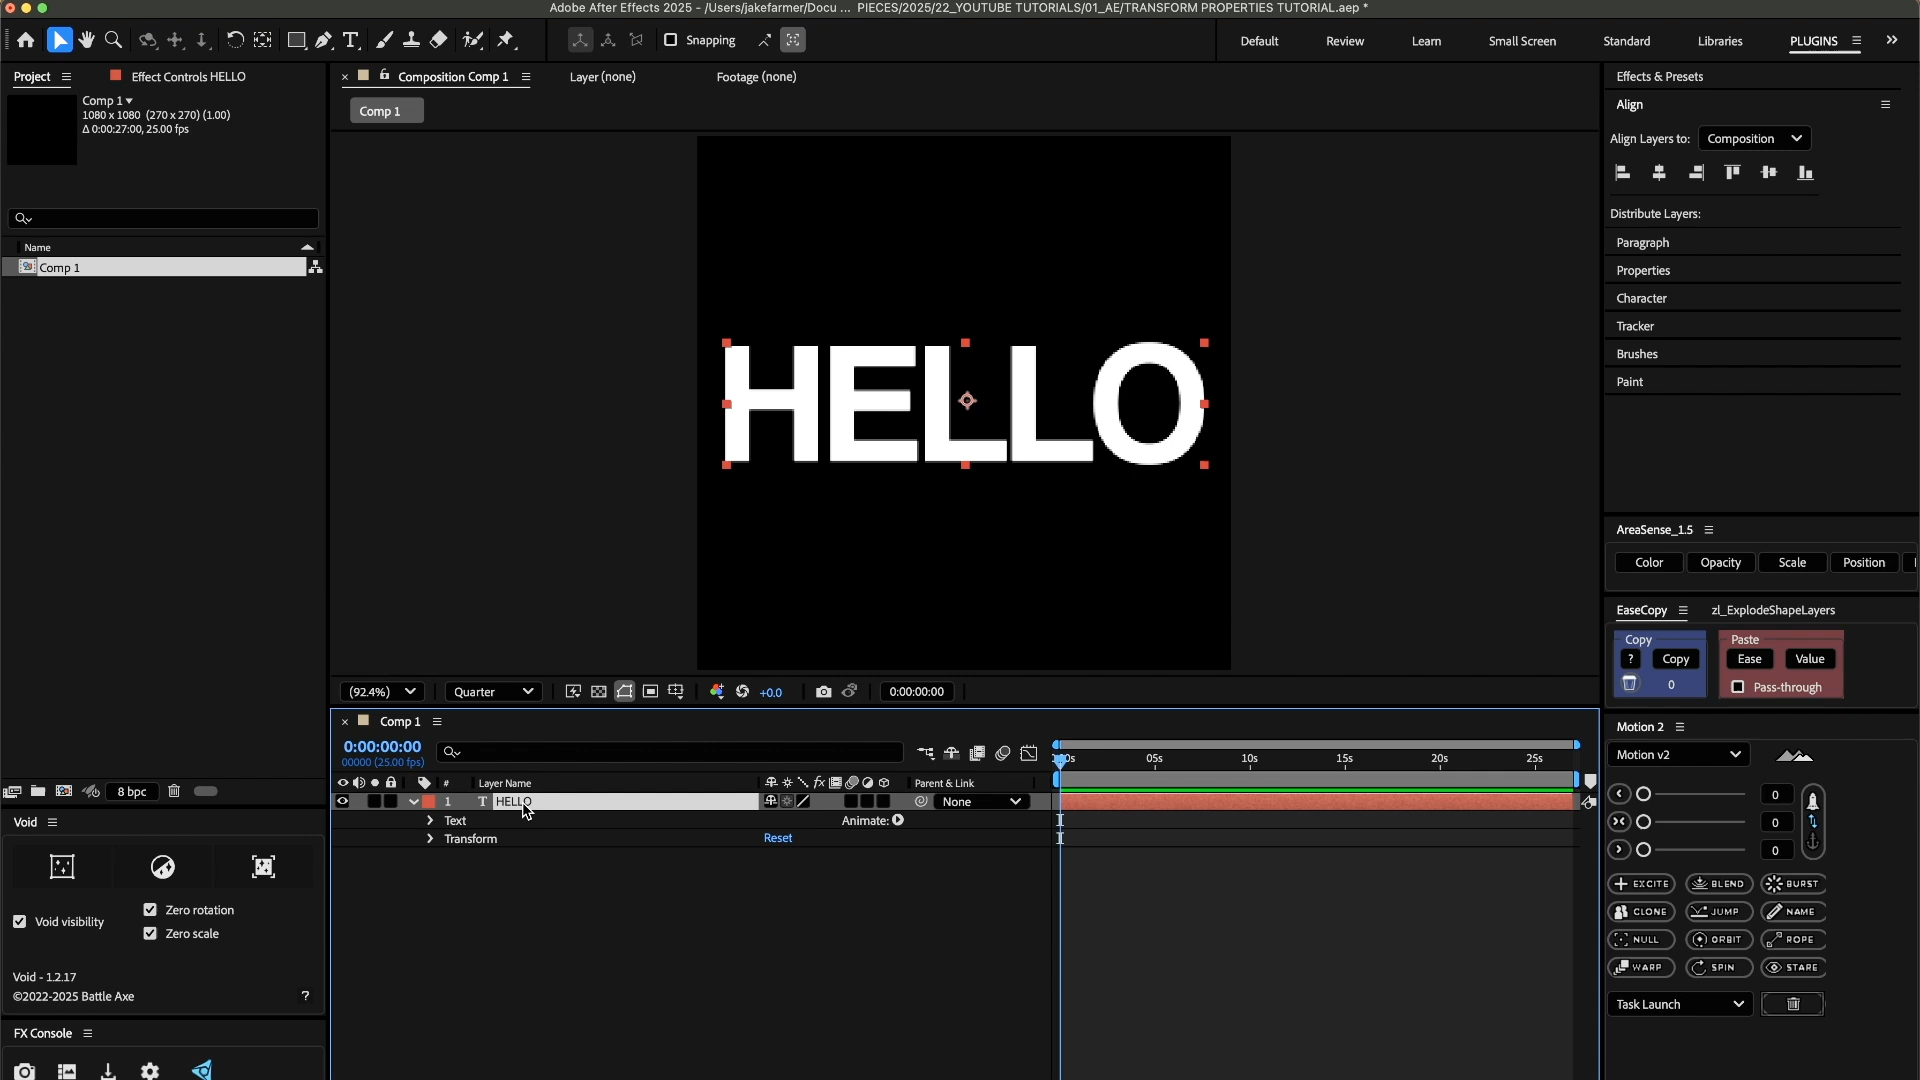 Adobe After Effects 2025 - /Users/jakefarmer/Docu ... PIECES/2025/22_YOUTUBE TUTORIALS/01_AE/TRANSFORM PROPERTIES TUTORIAL.aep *
Snapping
Default Review Learn Small Screen Standard Libraries PLUGINS
Project Effect Controls HELLO
Composition Comp 1 Layer (none) Footage (none)
Effects & Presets
Comp 1
1080 x 1080 (270 x 270) (1.00)
Δ 0:00:27:00, 25.00 fps
Comp 1
Align
Align Layers to: Composition
Distribute Layers:
Paragraph
Properties
Character
Tracker
Brushes
Paint
Name
Comp 1
HELLO
AreaSense_1.5
Color Opacity Scale Position
EaseCopy zl_ExplodeShapeLayers
Copy Paste
? Copy Ease Value
0 Pass-through
(92.4%) Quarter +0.0 0:00:00:00
Comp 1
0:00:00:00
00000 (25.00 fps)
05s 10s 15s 20s 25s
# Layer Name fx Parent & Link
1 T HELLO None
Text Animate:
Transform Reset
8 bpc
Void
Void visibility
Zero rotation
Zero scale
Void - 1.2.17
©2022-2025 Battle Axe ?
FX Console
Motion 2
Motion v2
0
0
0
EXCITE BLEND BURST
CLONE JUMP NAME
NULL ORBIT ROPE
WARP SPIN STARE
Task Launch